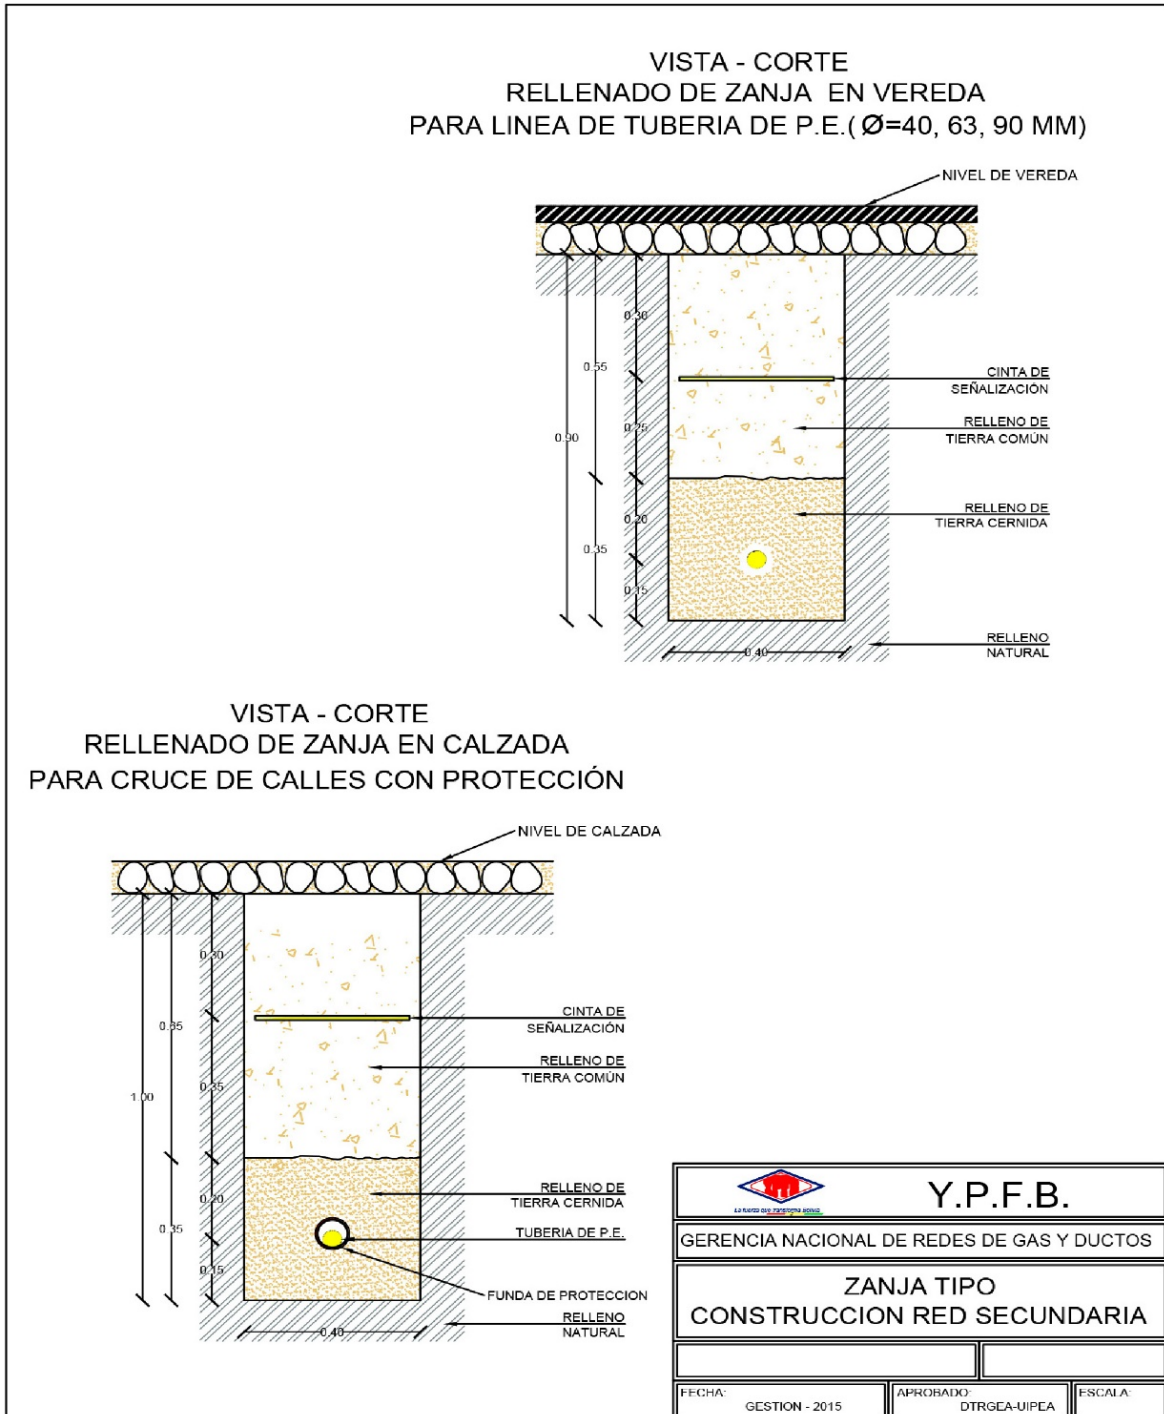 VISTA - CORTE
RELLENADO DE ZANJA EN VEREDA
PARA LINEA DE TUBERIA DE P.E.( Ø=40, 63, 90 MM)
NIVEL DE VEREDA
0.30
0.55
CINTA DE
SEÑALIZACIÓN
RELLENO DE
TIERRA COMÚN
0.25
0.90
RELLENO DE
TIERRA CERNIDA
0.20
0.35
0.15
RELLENO
NATURAL
0.40
VISTA - CORTE
RELLENADO DE ZANJA EN CALZADA
PARA CRUCE DE CALLES CON PROTECCIÓN
NIVEL DE CALZADA
0.30
CINTA DE
SEÑALIZACIÓN
0.65
RELLENO DE
TIERRA COMÚN
0.35
1.00
RELLENO DE
TIERRA CERNIDA
0.20
0.35
TUBERIA DE P.E.
0.15
FUNDA DE PROTECCION
RELLENO
NATURAL
0.40
Y.P.F.B.
La fuerza que transforma Bolivia
GERENCIA NACIONAL DE REDES DE GAS Y DUCTOS
ZANJA TIPO
CONSTRUCCION RED SECUNDARIA
FECHA:
GESTION - 2015
APROBADO:
DTRGEA-UIPEA
ESCALA: